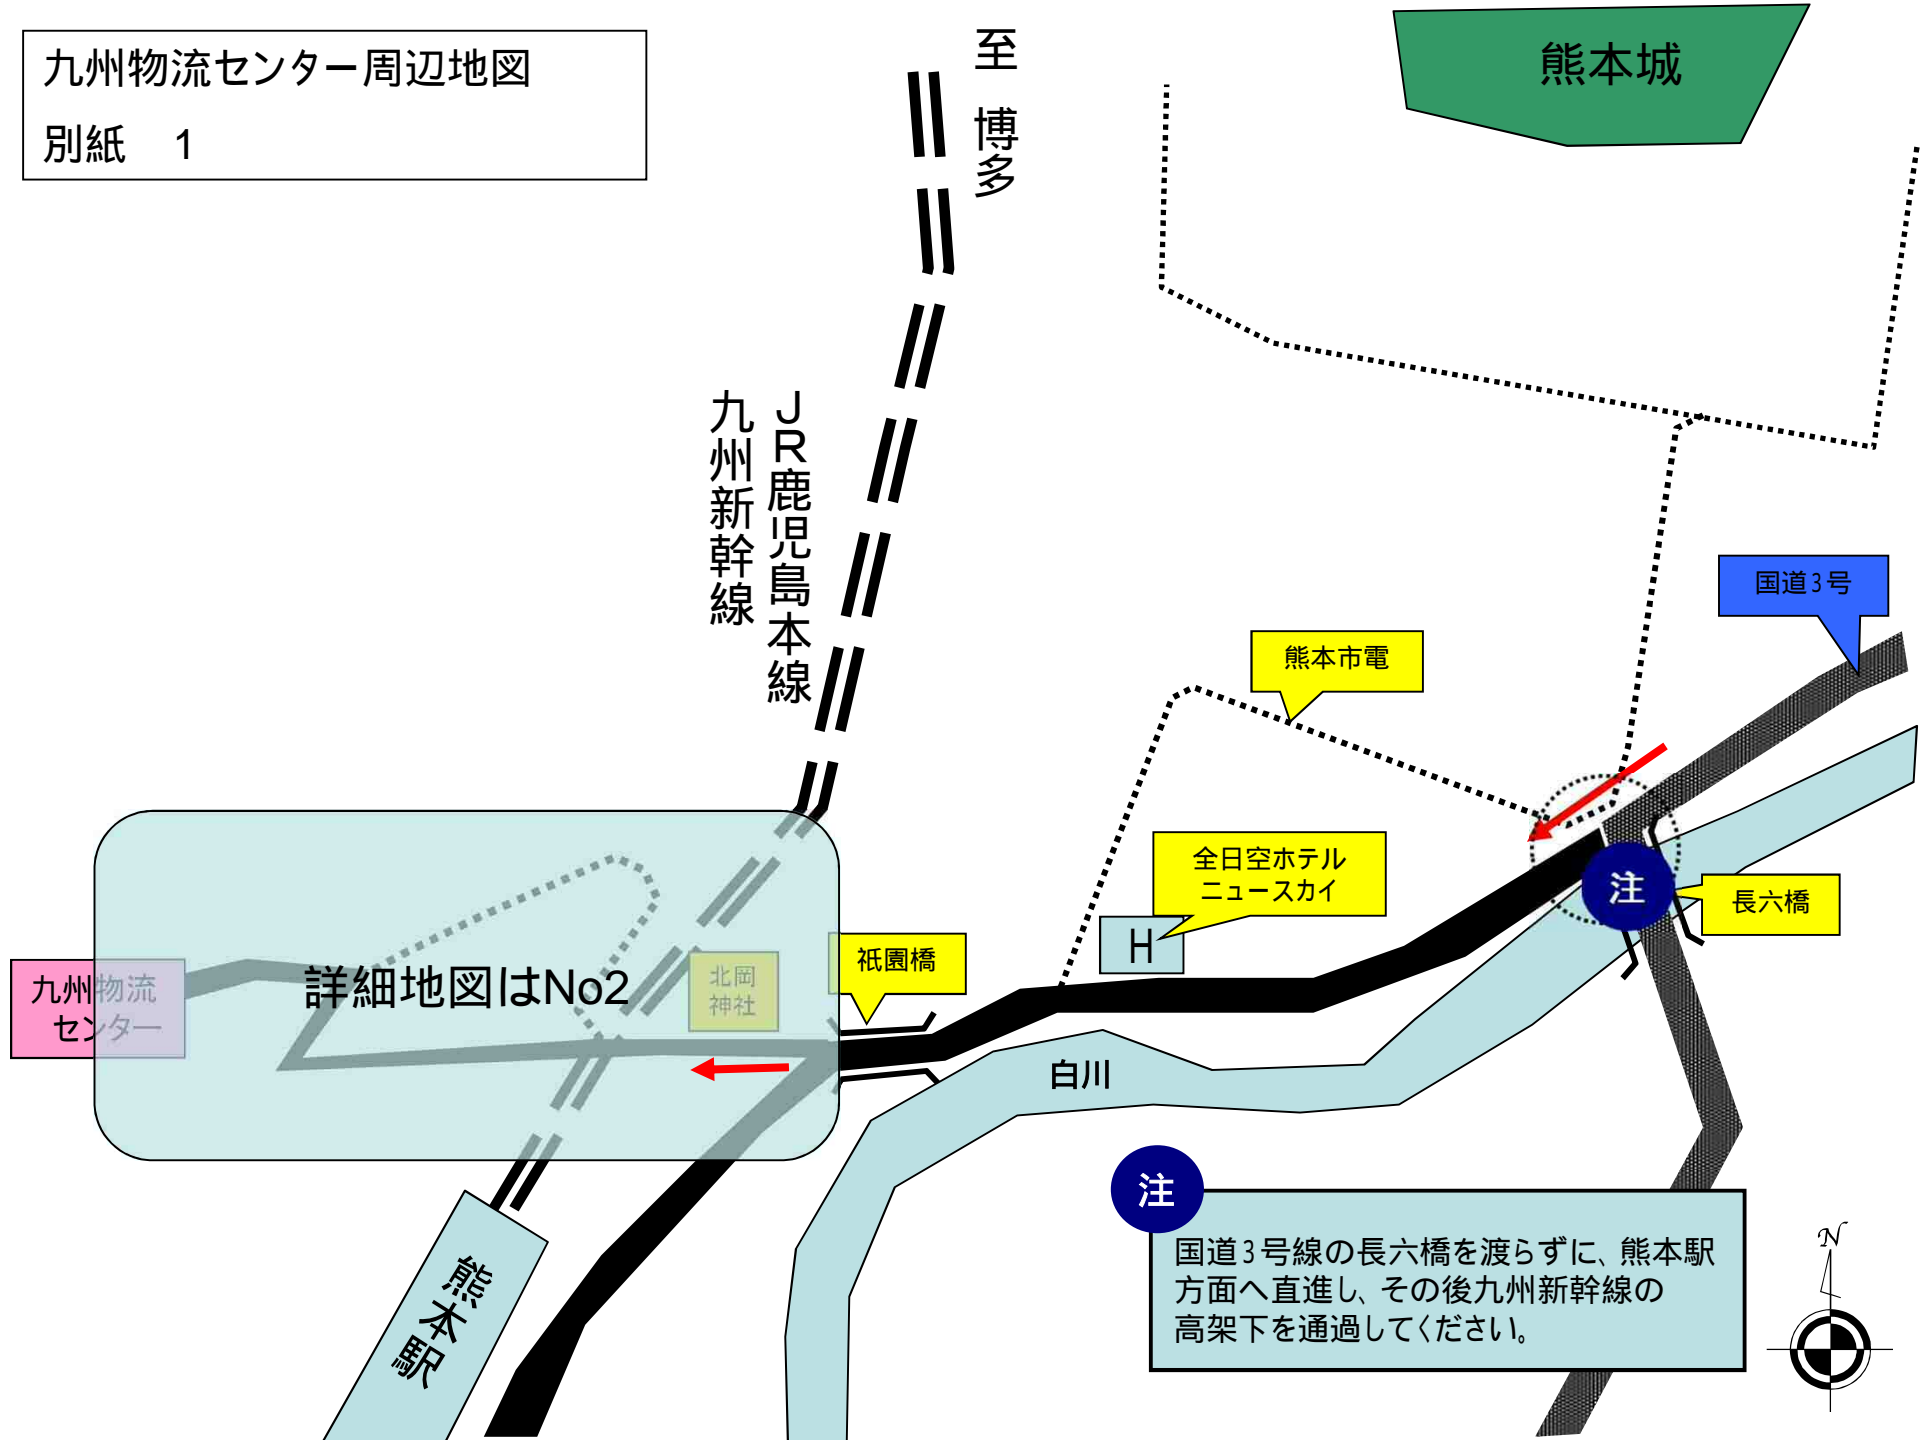 九州物流センター周辺地図
別紙　1
至　博多
熊本城
九州新幹線
ＪＲ鹿児島本線
国道3号
熊本市電
全日空ホテル
ニュースカイ
H
注
長六橋
祇園橋
北岡
神社
九州物流
センター
詳細地図はNo2
白川
熊本駅
注
国道3号線の長六橋を渡らずに、熊本駅
方面へ直進し、その後九州新幹線の
高架下を通過してください。
N